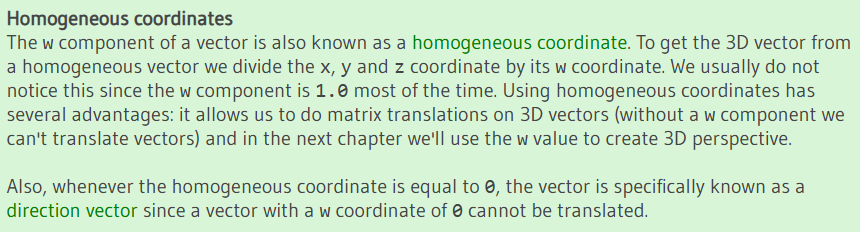 Homogeneous coordinates
The w component of a vector is also known as a homogeneous coordinate. To get the 3D vector from
a homogeneous vector we divide the x, y and z coordinate by its w coordinate. We usually do not
notice this since the w component is 1.0 most of the time. Using homogeneous coordinates has
several advantages: it allows us to do matrix translations on 3D vectors (without a w component we
can't translate vectors) and in the next chapter we'll use the w value to create 3D perspective.
Also, whenever the homogeneous coordinate is equal to 0, the vector is specifically known as a
direction vector since a vector with a w coordinate of 0 cannot be translated.